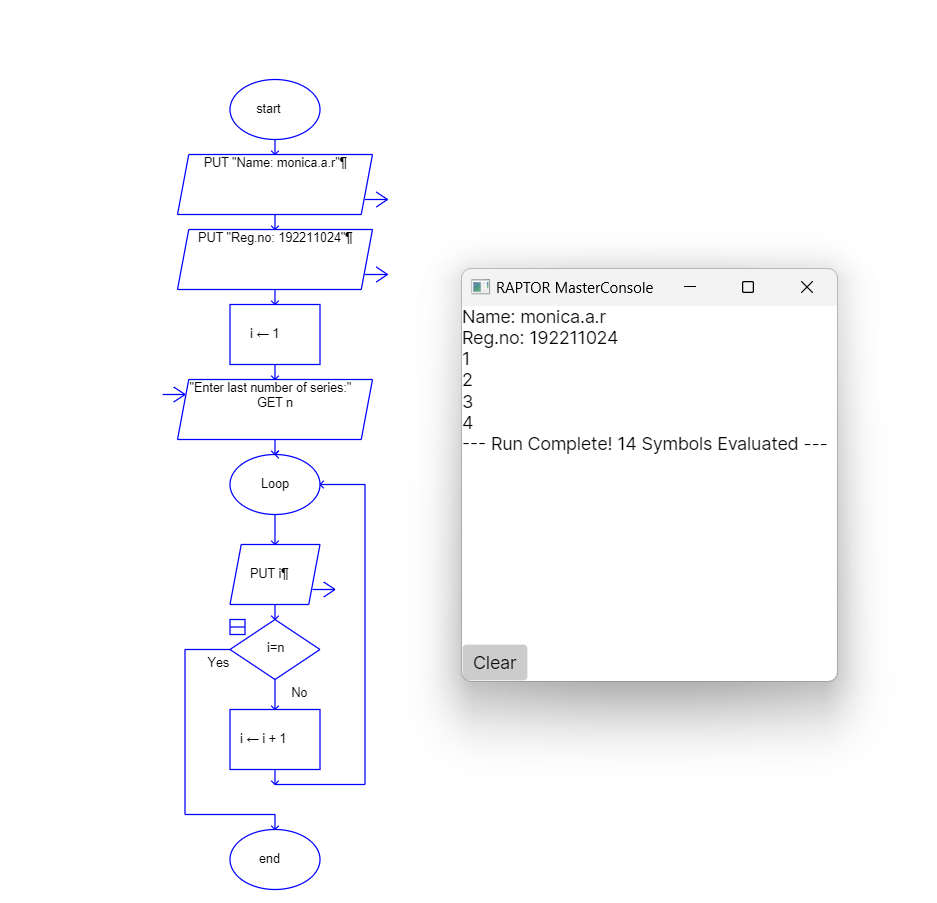 start
PUT "Name: monica.a.r"¶
PUT "Reg.no: 192211024"¶
i ← 1
"Enter last number of series:"
GET n
Loop
PUT i¶
i=n
Yes
No
i ← i + 1
end
RAPTOR MasterConsole
Name: monica.a.r
Reg.no: 192211024
1
2
3
4
--- Run Complete! 14 Symbols Evaluated ---
Clear